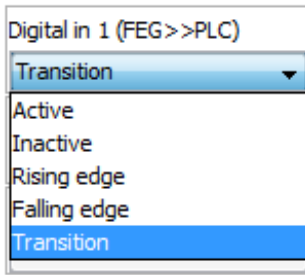 Digital in 1 (FEG>>PLC)
Transition
Active
Inactive
Rising edge
Falling edge
Transition